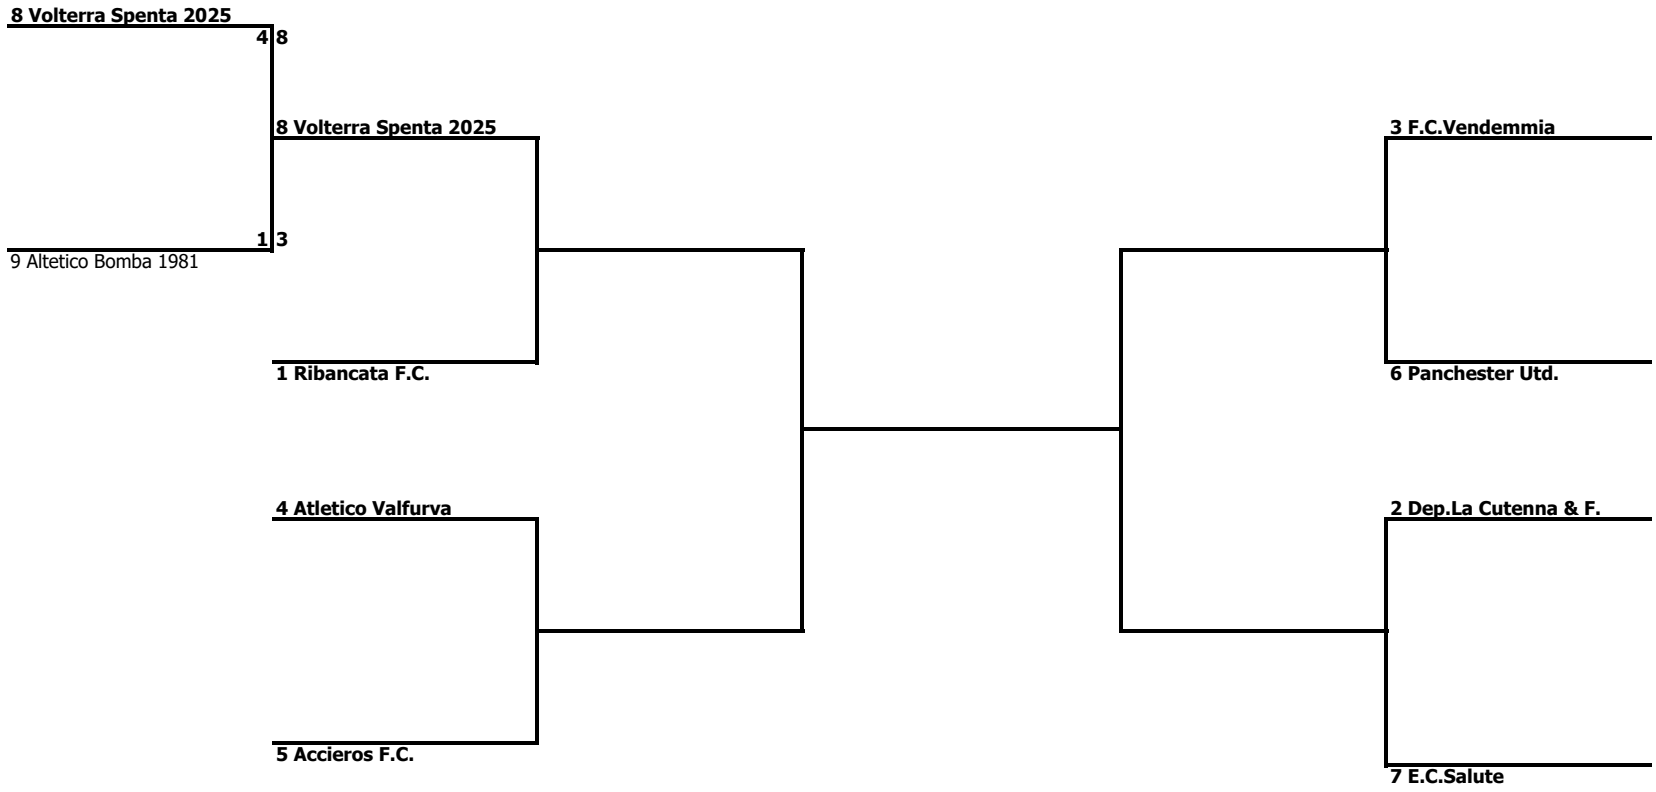 8 Volterra Spenta 2025
4 8
8 Volterra Spenta 2025
3 F.C.Vendemmia
1 3
9 Altetico Bomba 1981
1 Ribancata F.C.
6 Panchester Utd.
4 Atletico Valfurva
2 Dep.La Cutenna & F.
5 Accieros F.C.
7 E.C.Salute